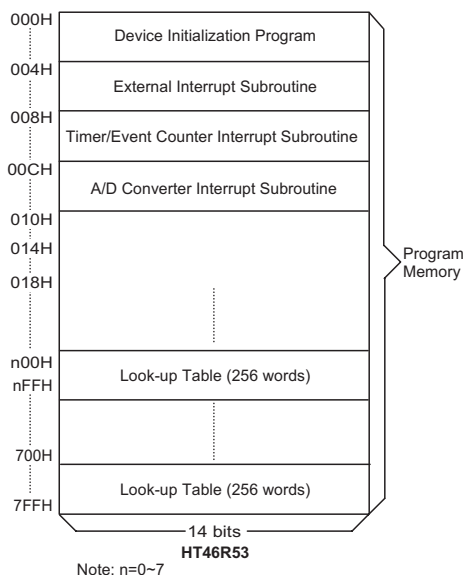 000H
Device Initialization Program
004H
External Interrupt Subroutine
008H
Timer/Event Counter Interrupt Subroutine
00CH
A/D Converter Interrupt Subroutine
010H
014H
018H
Program
Memory
n00H
Look-up Table (256 words)
nFFH
700H
Look-up Table (256 words)
7FFH
14 bits
HT46R53
Note: n=0~7